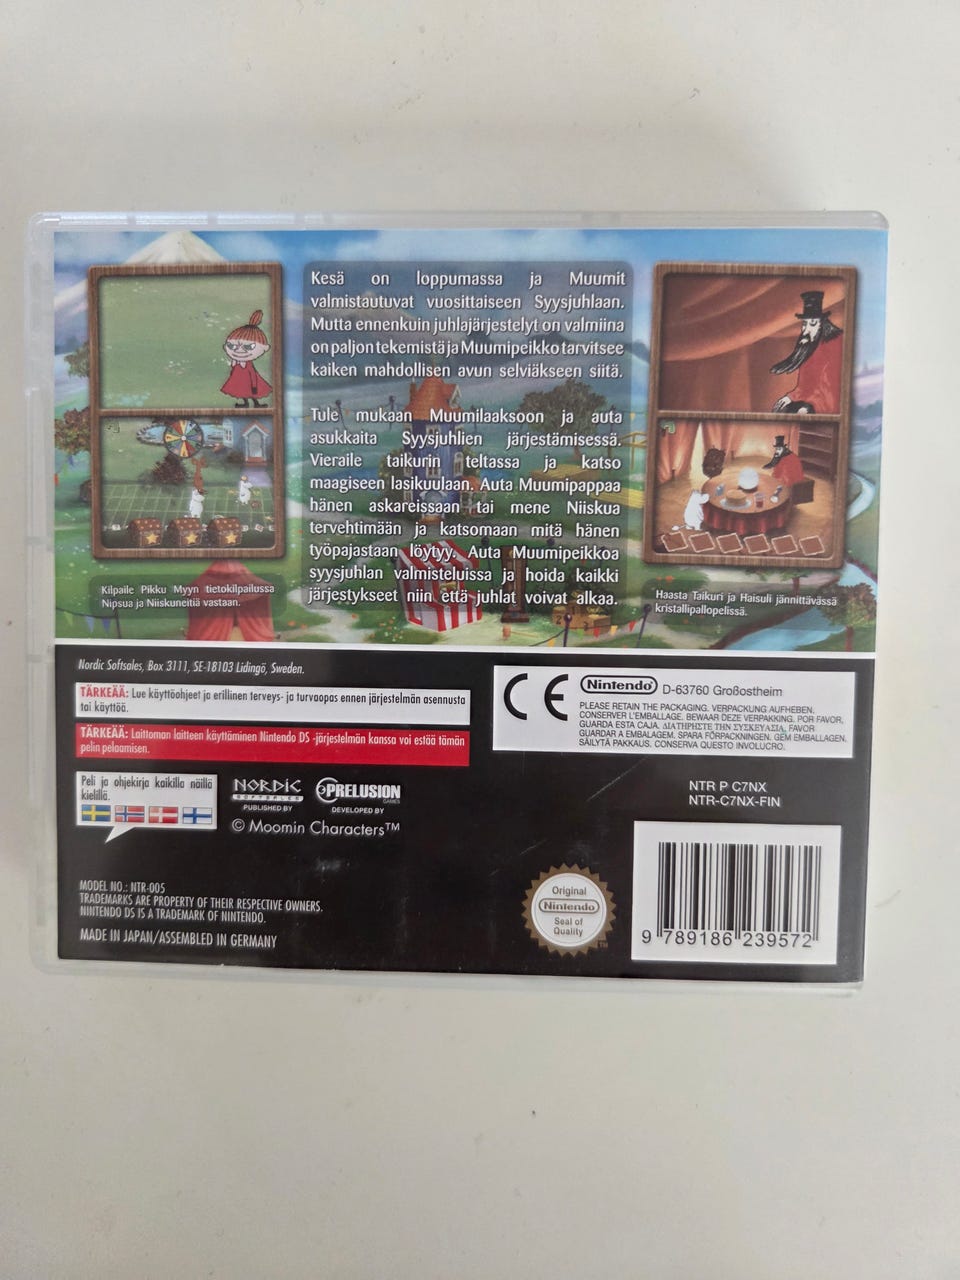 Kesä on loppumassa ja Muumit
valmistautuvat vuosittaiseen Syysjuhlaan.
Mutta ennenkuin juhlajärjestelyt on valmiina
on paljon tekemistä ja Muumipeikko tarvitsee
kaiken mahdollisen avun selviäkseen siitä.
Tule mukaan Muumilaaksoon ja auta
asukkaita Syysjuhlien järjestämisessä.
Vieraile taikurin teltassa ja katso
maagiseen lasikuulaan. Auta Muumipappaa
hänen askareissaan tai mene Niiskua
tervehtimään ja katsomaan mitä hänen
työpajastaan löytyy. Auta Muumipeikkoa
syysjuhlan valmisteluissa ja hoida kaikki
järjestykseet niin että juhlat voivat alkaa.
Kilpaile Pikku Myyn tietokilpailussa
Nipsua ja Niiskuneitiä vastaan.
Haasta Taikuri ja Haisuli jännittävässä
kristallipallopelissä.
Nordic Softsales, Box 3111, SE-18103 Lidingö, Sweden.
TÄRKEÄÄ: Lue käyttöohjeet ja erillinen terveys- ja turvaopas ennen järjestelmän asennusta
tai käyttöä.
TÄRKEÄÄ: Laittoman laitteen käyttäminen Nintendo DS -järjestelmän kanssa voi estää tämän
pelin pelaamisen.
Peli ja ohjekirja kaikilla näillä
kielillä.
NORDIC
SOFTSALES
PUBLISHED BY
PRELUSION
GAMES
DEVELOPED BY
© Moomin Characters™
MODEL NO.: NTR-005
TRADEMARKS ARE PROPERTY OF THEIR RESPECTIVE OWNERS.
NINTENDO DS IS A TRADEMARK OF NINTENDO.
MADE IN JAPAN/ASSEMBLED IN GERMANY
CE
Nintendo D-63760 Großostheim
PLEASE RETAIN THE PACKAGING. VERPACKUNG AUFHEBEN.
CONSERVER L'EMBALLAGE. BEWAAR DEZE VERPAKKING. POR FAVOR,
GUARDA ESTA CAJA. ΔΙΑΤΗΡΗΣΤΕ ΤΗΝ ΣΥΣΚΕΥΑΣΙΑ. FAVOR
GUARDAR A EMBALAGEM. SPARA FÖRPACKNINGEN. GEM EMBALLAGEN.
SÄILYTÄ PAKKAUS. CONSERVA QUESTO INVOLUCRO.
NTR P C7NX
NTR-C7NX-FIN
Original
Nintendo
Seal of
Quality
TM
9 789186 239572